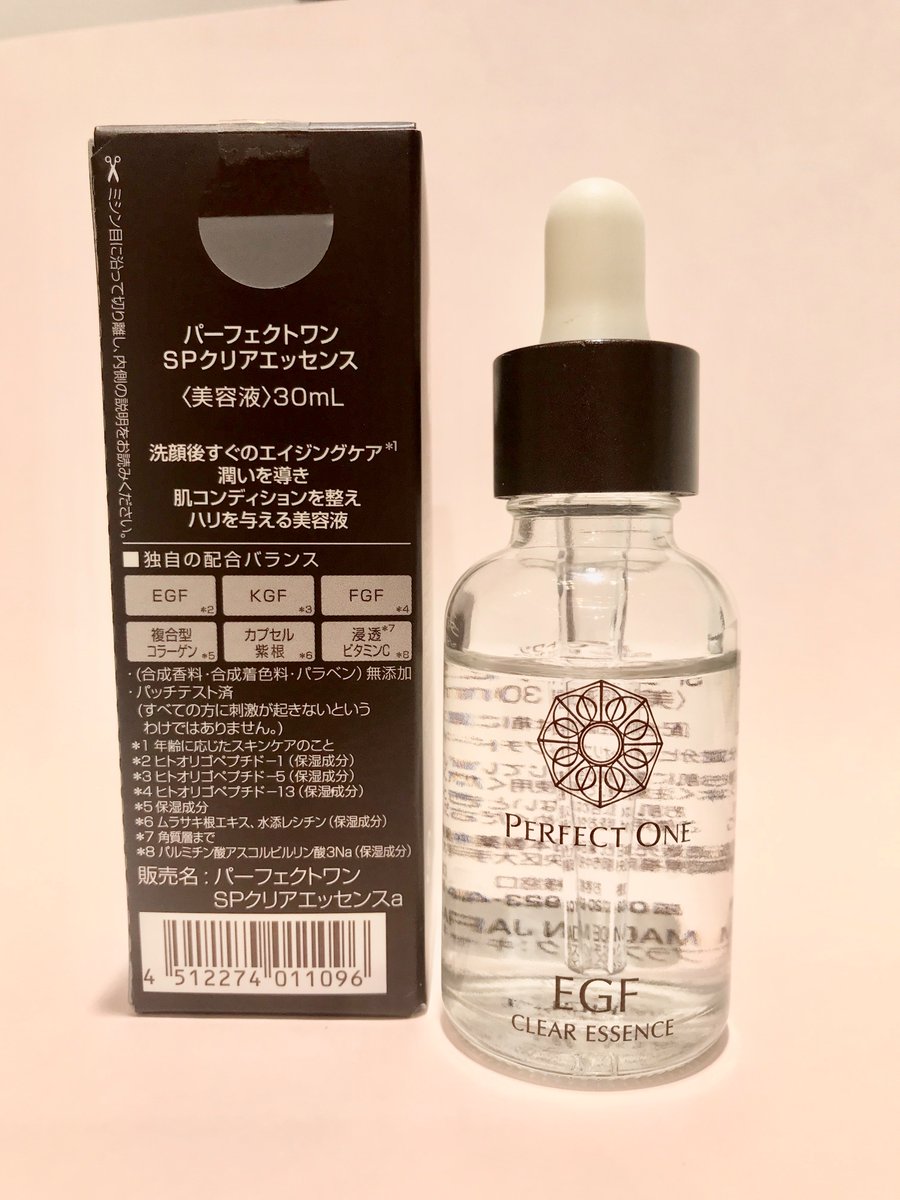 ミシン目に沿って切り離し、内側の説明をお読みください。
パーフェクトワン
SPクリアエッセンス
〈美容液〉30mL
洗顔後すぐのエイジングケア*1
潤いを導き
肌コンディションを整え
ハリを与える美容液
■独自の配合バランス
EGF *2
KGF *3
FGF *4
複合型
コラーゲン *5
カプセル
紫根 *6
浸透*7
ビタミンC *8
・(合成香料・合成着色料・パラベン)無添加
・パッチテスト済
(すべての方に刺激が起きないという
わけではありません。)
*1 年齢に応じたスキンケアのこと
*2 ヒトオリゴペプチド-1(保湿成分)
*3 ヒトオリゴペプチド-5(保湿成分)
*4 ヒトオリゴペプチド-13(保湿成分)
*5 保湿成分
*6 ムラサキ根エキス、水添レシチン(保湿成分)
*7 角質層まで
*8 パルミチン酸アスコルビルリン酸3Na(保湿成分)
販売名:パーフェクトワン
SPクリアエッセンスa
4 512274 011096
PERFECT ONE
EGF
CLEAR ESSENCE